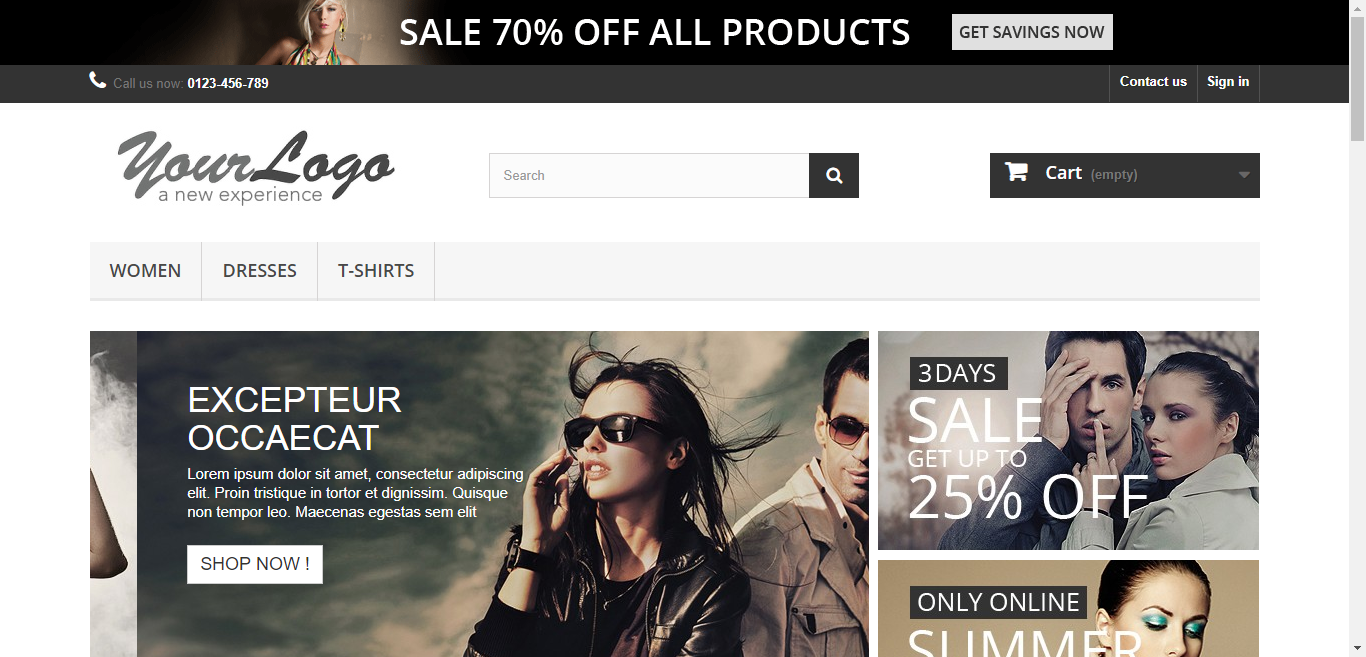 SALE 70% OFF ALL PRODUCTS
GET SAVINGS NOW
Call us now: 0123-456-789
Contact us
Sign in
YourLogo
a new experience
Search
Cart (empty)
WOMEN
DRESSES
T-SHIRTS
EXCEPTEUR
OCCAECAT
Lorem ipsum dolor sit amet, consectetur adipiscing
elit. Proin tristique in tortor et dignissim. Quisque
non tempor leo. Maecenas egestas sem elit
SHOP NOW !
3 DAYS
SALE
GET UP TO
25% OFF
ONLY ONLINE
SUMMER